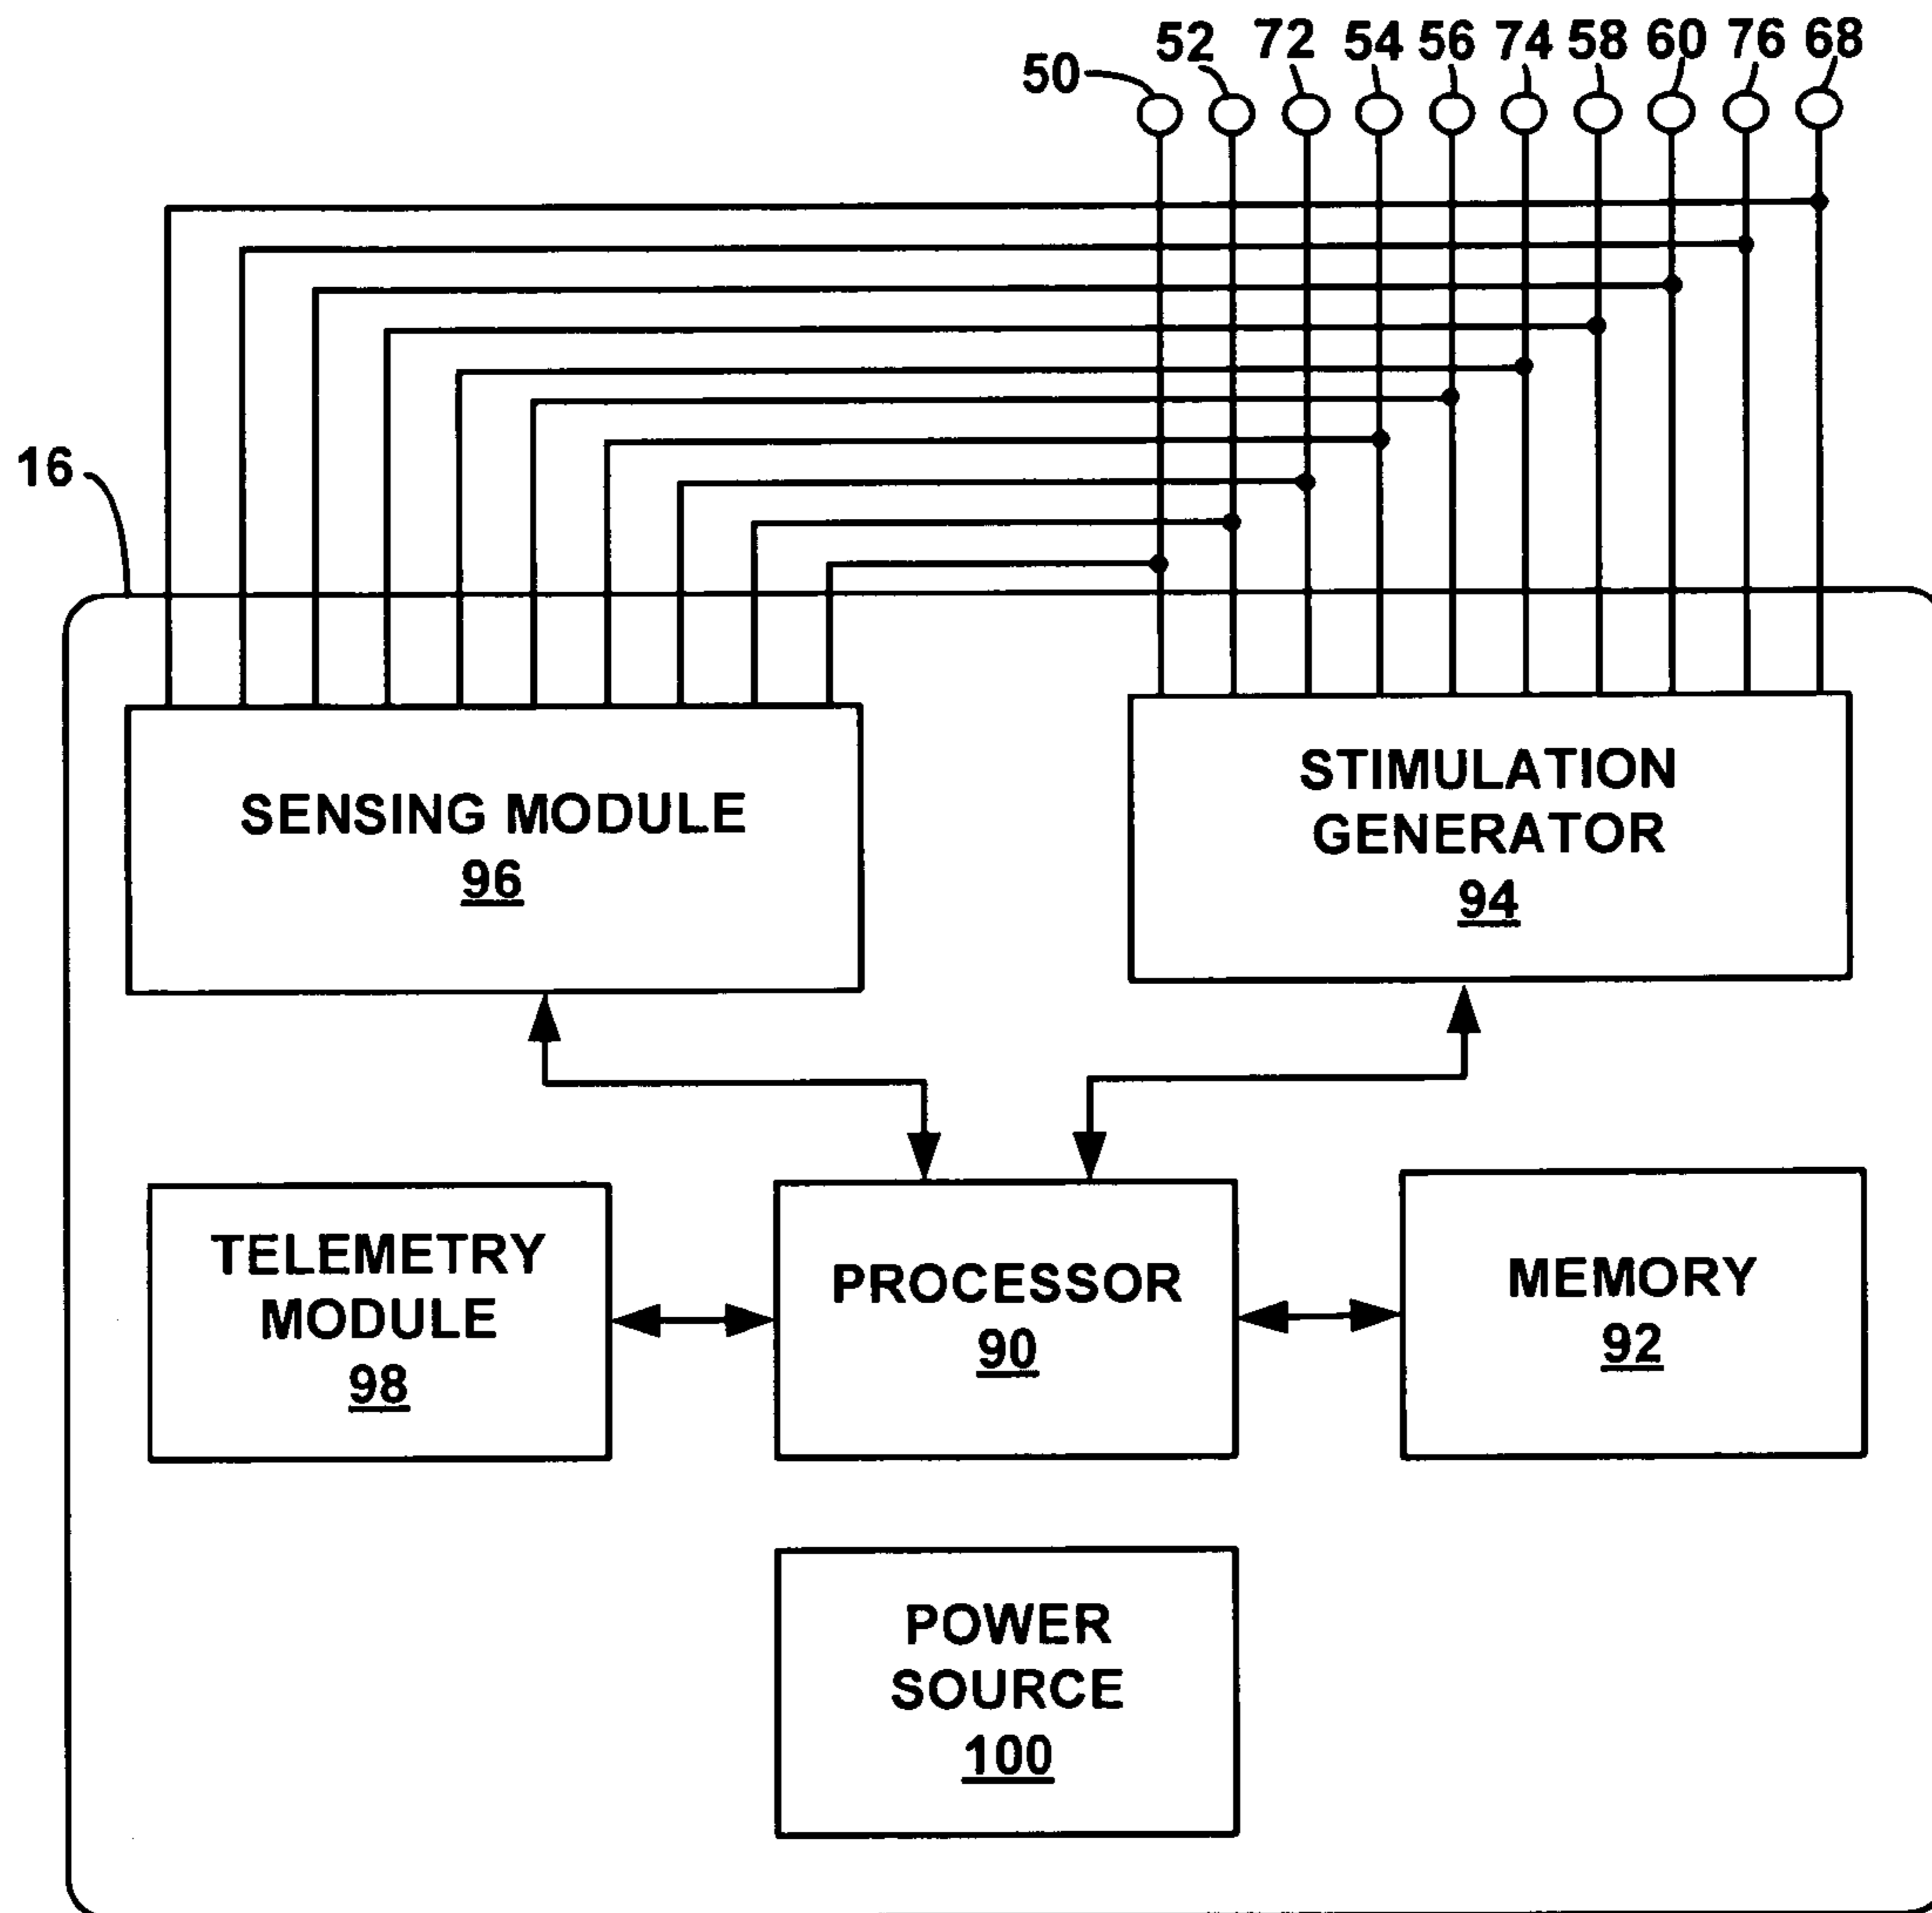 50 52 72 54 56 74 58 60 76 68
16
SENSING MODULE
96
STIMULATION
GENERATOR
94
TELEMETRY
MODULE
98
PROCESSOR
90
MEMORY
92
POWER
SOURCE
100